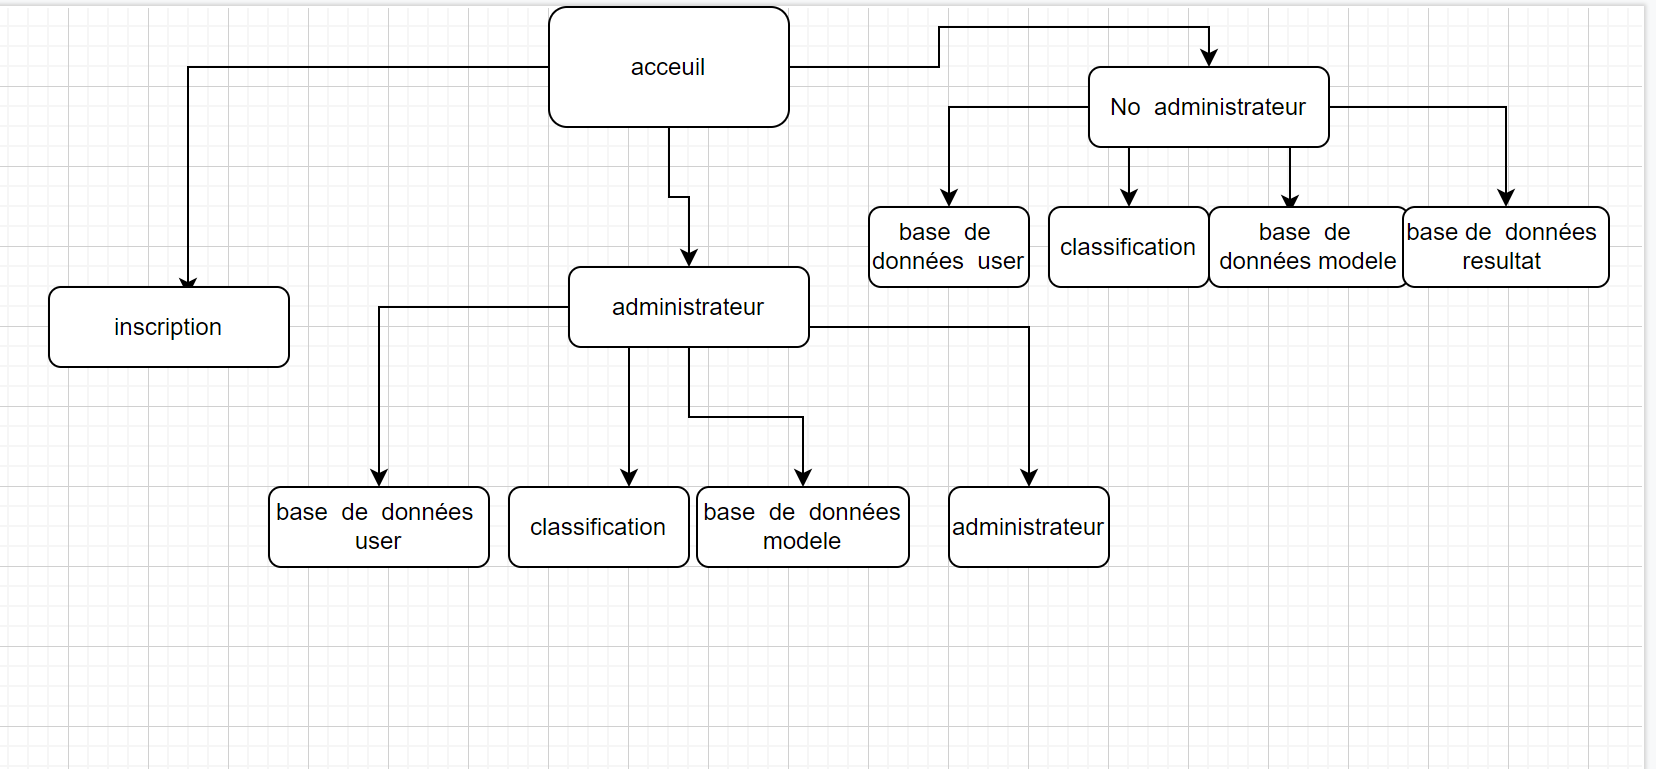 acceuil
No administrateur
base de
données user
classification
base de
données modele
base de données
resultat
inscription
administrateur
base de données
user
classification
base de données
modele
administrateur